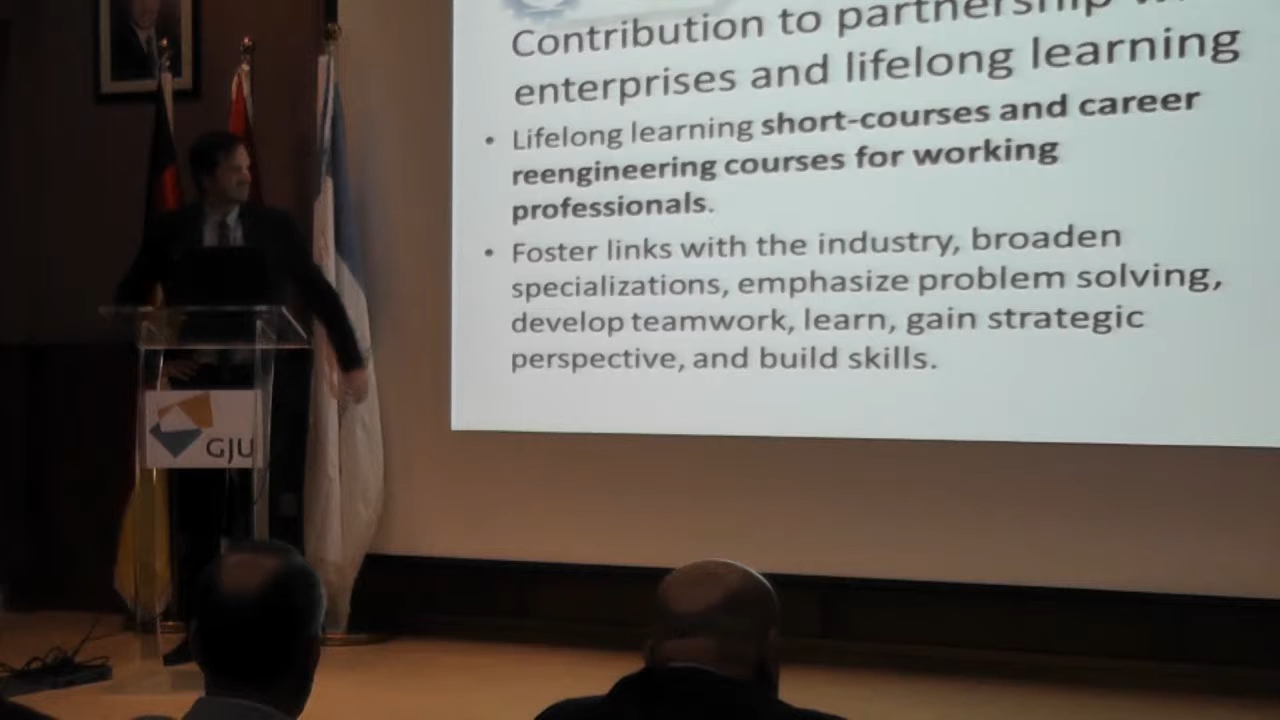 Contribution to partnership
enterprises and lifelong learning
• Lifelong learning short-courses and career
reengineering courses for working
professionals.
• Foster links with the industry, broaden
specializations, emphasize problem solving,
develop teamwork, learn, gain strategic
perspective, and build skills.
GJU